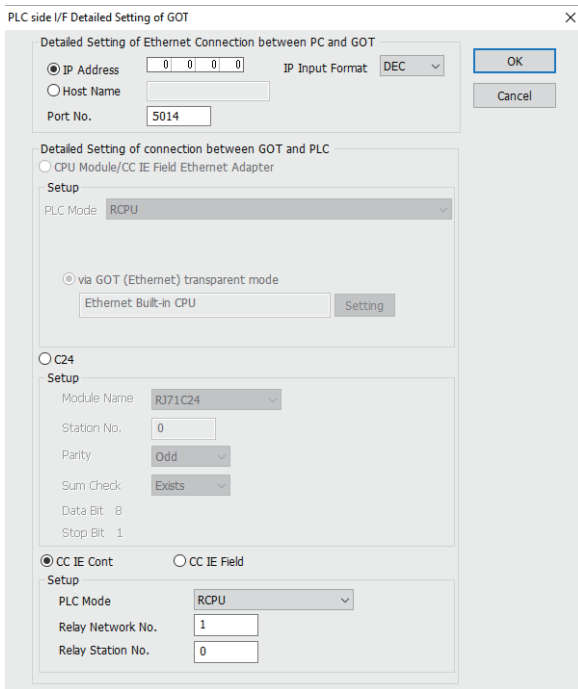 PLC side I/F Detailed Setting of GOT
Detailed Setting of Ethernet Connection between PC and GOT
IP Address 0 0 0 0 IP Input Format DEC
Host Name
Port No. 5014
OK
Cancel
Detailed Setting of connection between GOT and PLC
CPU Module/CC IE Field Ethernet Adapter
Setup
PLC Mode RCPU
via GOT (Ethernet) transparent mode
Ethernet Built-in CPU Setting
C24
Setup
Module Name RJ71C24
Station No. 0
Parity Odd
Sum Check Exists
Data Bit 8
Stop Bit 1
CC IE Cont CC IE Field
Setup
PLC Mode RCPU
Relay Network No. 1
Relay Station No. 0